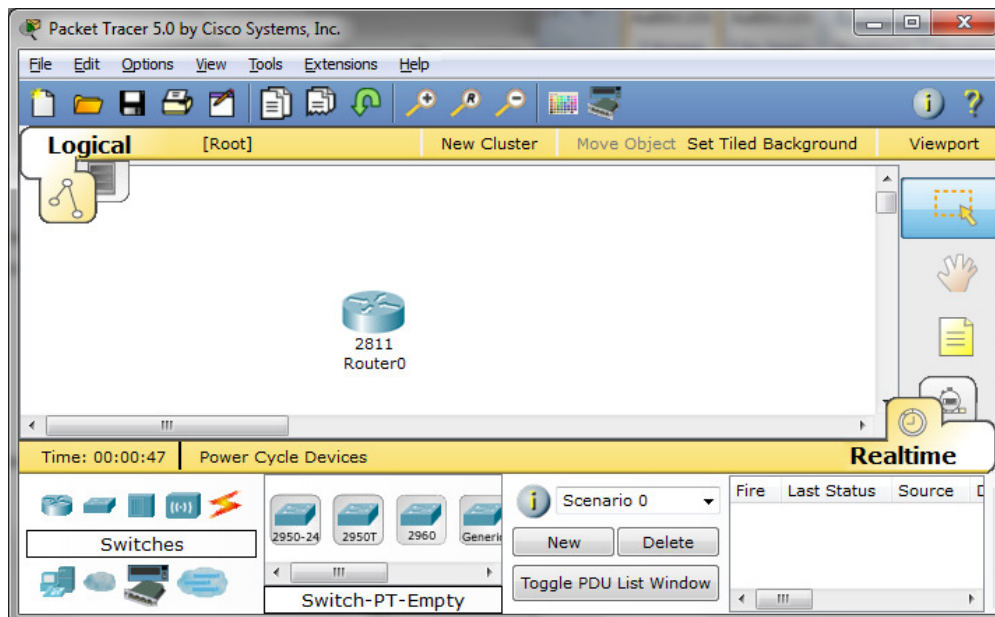 Packet Tracer 5.0 by Cisco Systems, Inc.
File Edit Options View Tools Extensions Help
Logical [Root] New Cluster Move Object Set Tiled Background Viewport
2811
Router0
Time: 00:00:47 Power Cycle Devices Realtime
Scenario 0
Fire Last Status Source
Switches
2950-24 2950T 2960
New Delete
Toggle PDU List Window
Switch-PT-Empty